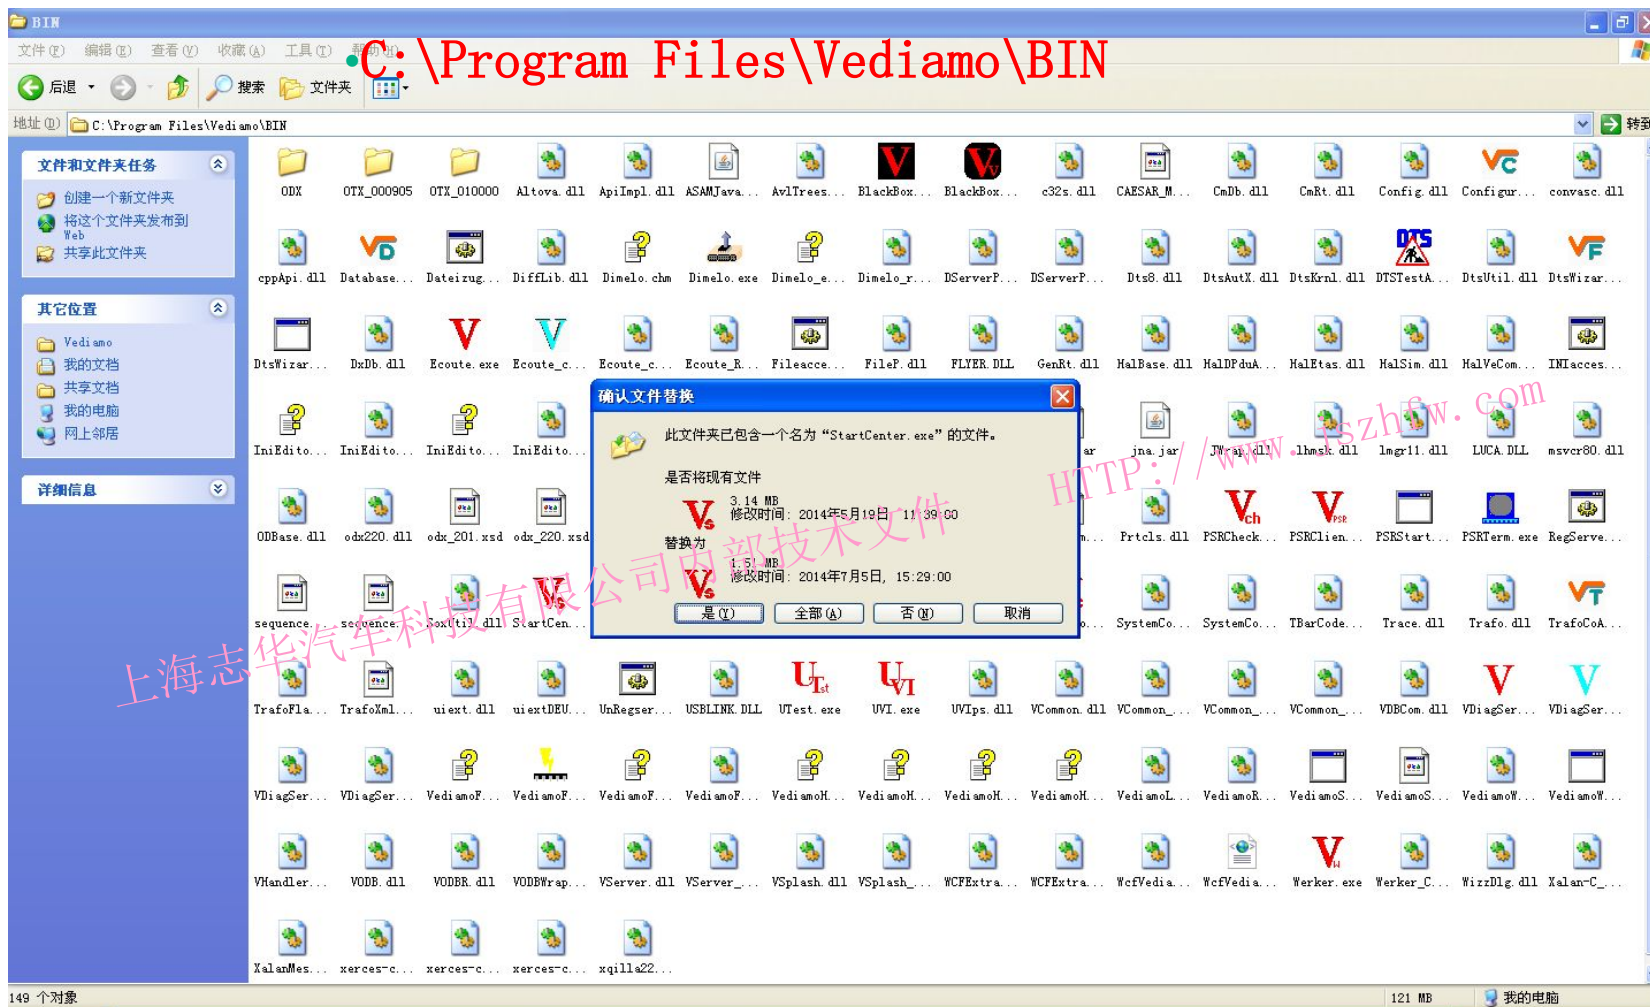 BIN
文件(F) 编辑(E) 查看(V) 收藏(A) 工具(T) 帮助(H)
•C:\Program Files\Vediamo\BIN
后退 搜索 文件夹
地址(D) C:\Program Files\Vediamo\BIN 转到
文件和文件夹任务
创建一个新文件夹
将这个文件夹发布到
Web
共享此文件夹
其它位置
Vediamo
我的文档
共享文档
我的电脑
网上邻居
详细信息
ODX OTX_000905 OTX_010000 Altova.dll ApiImpl.dll ASAMJava... AvlTrees... BlackBox... BlackBox... c32s.dll CAESAR_M... CmDb.dll CmRt.dll Config.dll Configur... convasc.dll
cppApi.dll Database... Dateizug... DiffLib.dll Dimelo.chm Dimelo.exe Dimelo_e... Dimelo_r... DServerP... DServerP... Dts8.dll DtsAutX.dll DtsKrnl.dll DTSTestA... DtsUtil.dll DtsWizar...
DtsWizar... DxDb.dll Ecoute.exe Ecoute_c... Ecoute_c... Ecoute_R... Fileacce... FileP.dll FLYER.DLL GenRt.dll HalBase.dll HalDPduA... HalEtas.dll HalSim.dll HalVeCom... INIacces...
IniEdito... IniEdito... IniEdito... IniEdito... ar jna.jar JWrap.dll lhmsk.dll lmgr11.dll LUCA.DLL msvcr80.dll
ODBase.dll odx220.dll odx_201.xsd odx_220.xsd Prtcls.dll PSRCheck... PSRClien... PSRStart... PSRTerm.exe RegServe...
sequence... sequence... SoxUtil.dll StartCen... SystemCo... SystemCo... TBarCode... Trace.dll Trafo.dll TrafoCoA...
TrafoFla... TrafoXml... uiext.dll uiextDEU... UnRegser... USBLINK.DLL UTest.exe UVI.exe UVIps.dll VCommon.dll VCommon_... VCommon_... VCommon_... VDBCom.dll VDiagSer... VDiagSer...
VDiagSer... VDiagSer... VediamoF... VediamoF... VediamoF... VediamoF... VediamoH... VediamoH... VediamoH... VediamoH... VediamoL... VediamoR... VediamoS... VediamoS... VediamoW... VediamoW...
VHandler... VODB.dll VODBR.dll VODBWrap... VServer.dll VServer_... VSplash.dll VSplash_... WCFExtra... WCFExtra... WcfVedia... WcfVedia... Werker.exe Werker_C... WizzDlg.dll Xalan-C_...
XalanMes... xerces-c... xerces-c... xerces-c... xqilla22...
确认文件替换
此文件夹已包含一个名为“StartCenter.exe”的文件。
是否将现有文件
3.14 MB
修改时间: 2014年5月19日, 11:39:00
替换为
1.51 MB
修改时间: 2014年7月5日, 15:29:00
是(Y) 全部(A) 否(N) 取消
上海志华汽车科技有限公司内部技术文件 HTTP://www.jszhfw.com
149 个对象 121 MB 我的电脑